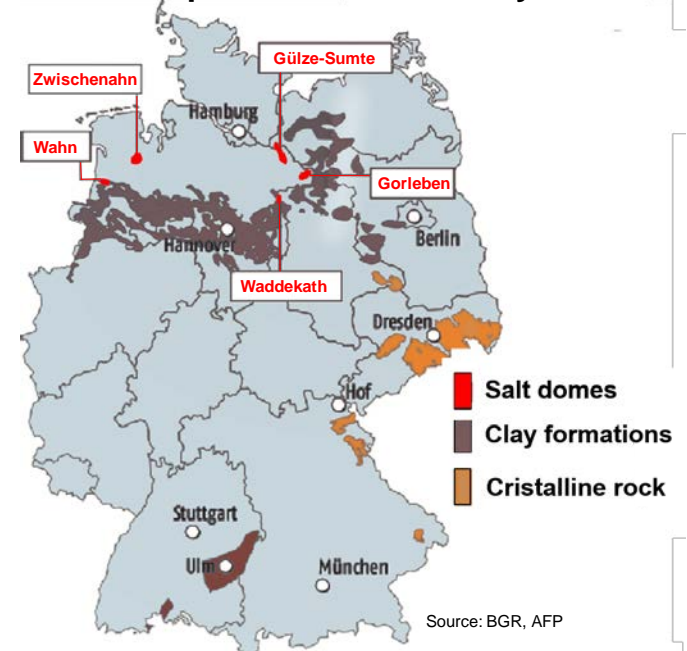 Gülze-Sumte
Zwischenahn
Hamburg
Wahn
Gorleben
Hannover
Berlin
Waddekath
Dresden
Hof
Salt domes
Clay formations
Cristalline rock
Stuttgart
Ulm
München
Source: BGR, AFP